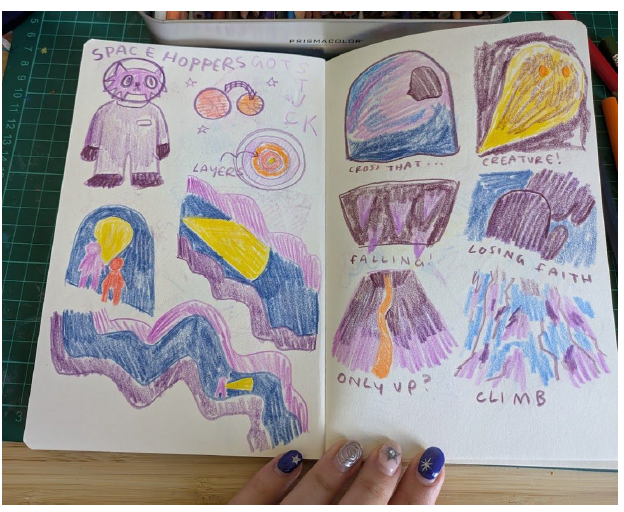 PRISMACOLOR
SPACE HOPPERS GOT STUCK
LAYERS
CROSS THAT...
CREATURE!
FALLING!
LOSING FAITH
ONLY UP?
CLIMB